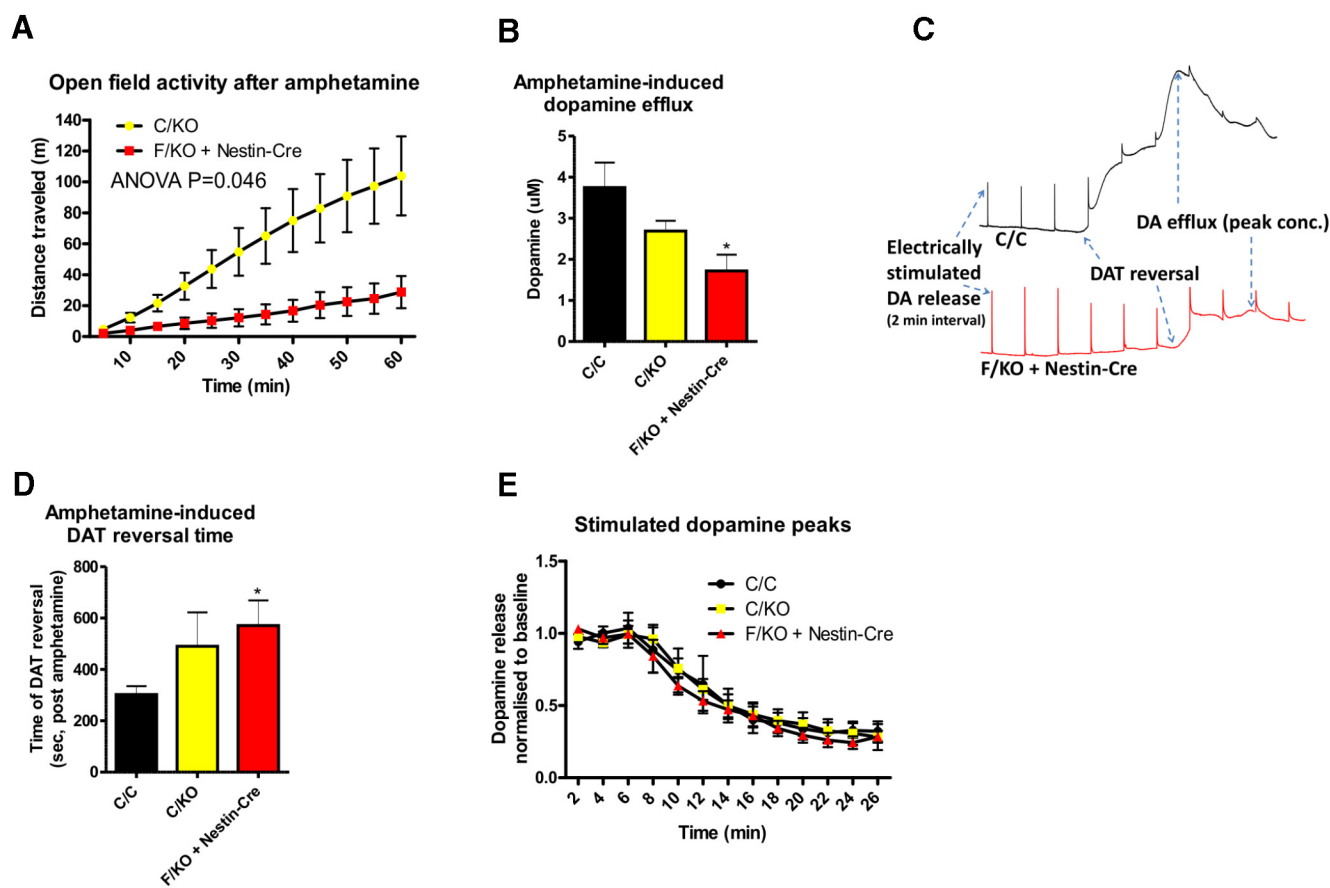 A
Open field activity after amphetamine
C/KO
F/KO + Nestin-Cre
ANOVA P=0.046
Distance traveled (m)
140
120
100
80
60
40
20
0
10
20
30
40
50
60
Time (min)
B
Amphetamine-induced
dopamine efflux
Dopamine (uM)
5
4
3
2
1
0
*
C/C
C/KO
F/KO + Nestin-Cre
C
C/C
DA efflux (peak conc.)
Electrically
stimulated
DA release
(2 min interval)
DAT reversal
F/KO + Nestin-Cre
D
Amphetamine-induced
DAT reversal time
Time of DAT reversal
(sec, post amphetamine)
800
600
400
200
0
*
C/C
C/KO
F/KO + Nestin-Cre
E
Stimulated dopamine peaks
Dopamine release
normalised to baseline
1.5
1.0
0.5
0.0
C/C
C/KO
F/KO + Nestin-Cre
2
4
6
8
10
12
14
16
18
20
22
24
26
Time (min)